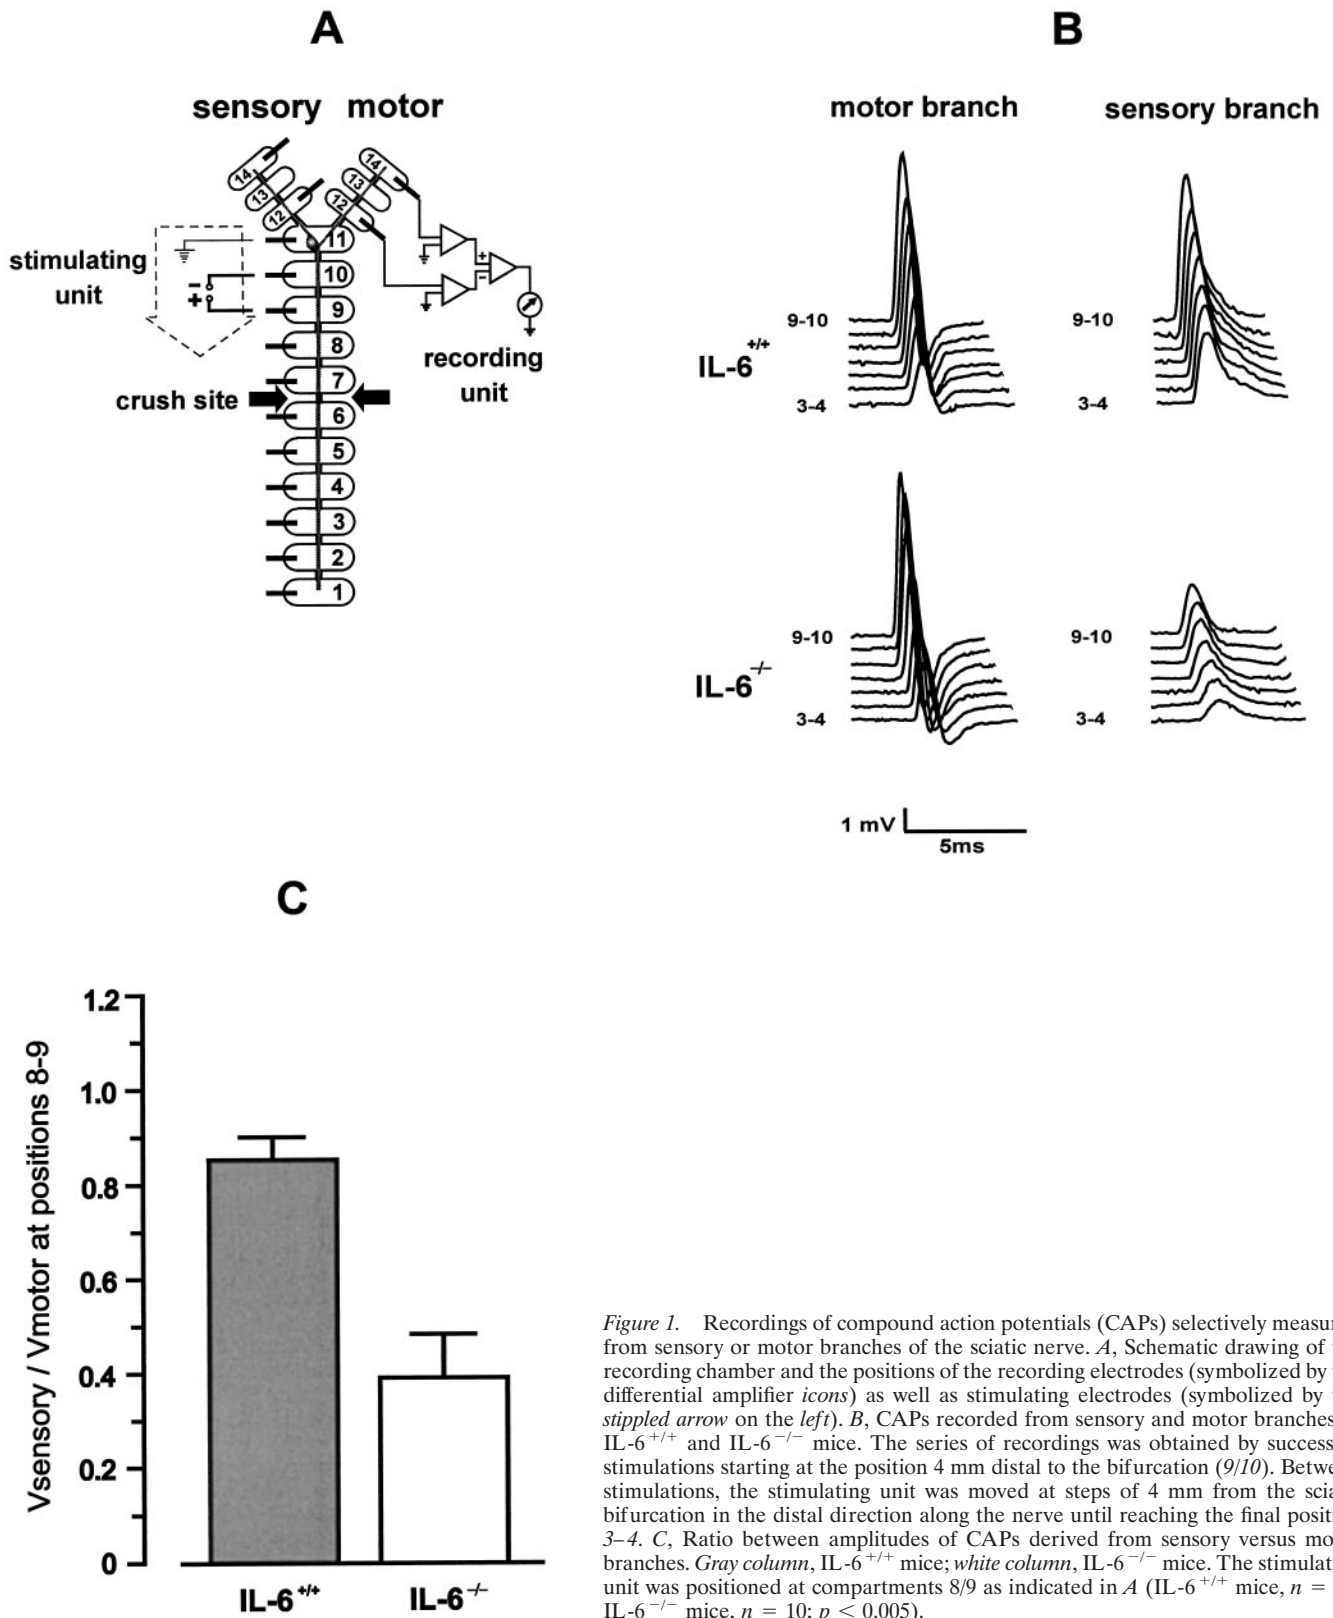 A
sensory motor
14
13
12
14
13
12
11
10
9
8
7
6
5
4
3
2
1
stimulating
unit
-
+
+
-
recording
unit
crush site
B
motor branch sensory branch
IL-6+/+
9-10
3-4
9-10
3-4
IL-6-/-
9-10
3-4
9-10
3-4
1 mV
5ms
C
Vsensory / Vmotor at positions 8-9
1.2
1.0
0.8
0.6
0.4
0.2
0
IL-6+/+ IL-6-/-
Figure 1. Recordings of compound action potentials (CAPs) selectively measur
from sensory or motor branches of the sciatic nerve. A, Schematic drawing of
recording chamber and the positions of the recording electrodes (symbolized by
differential amplifier icons) as well as stimulating electrodes (symbolized by
stippled arrow on the left). B, CAPs recorded from sensory and motor branches
IL-6+/+ and IL-6−/− mice. The series of recordings was obtained by success
stimulations starting at the position 4 mm distal to the bifurcation (9/10). Betwe
stimulations, the stimulating unit was moved at steps of 4 mm from the scia
bifurcation in the distal direction along the nerve until reaching the final positi
3–4. C, Ratio between amplitudes of CAPs derived from sensory versus mo
branches. Gray column, IL-6+/+ mice; white column, IL-6−/− mice. The stimulat
unit was positioned at compartments 8/9 as indicated in A (IL-6+/+ mice, n =
IL-6−/− mice, n = 10; p < 0.005).